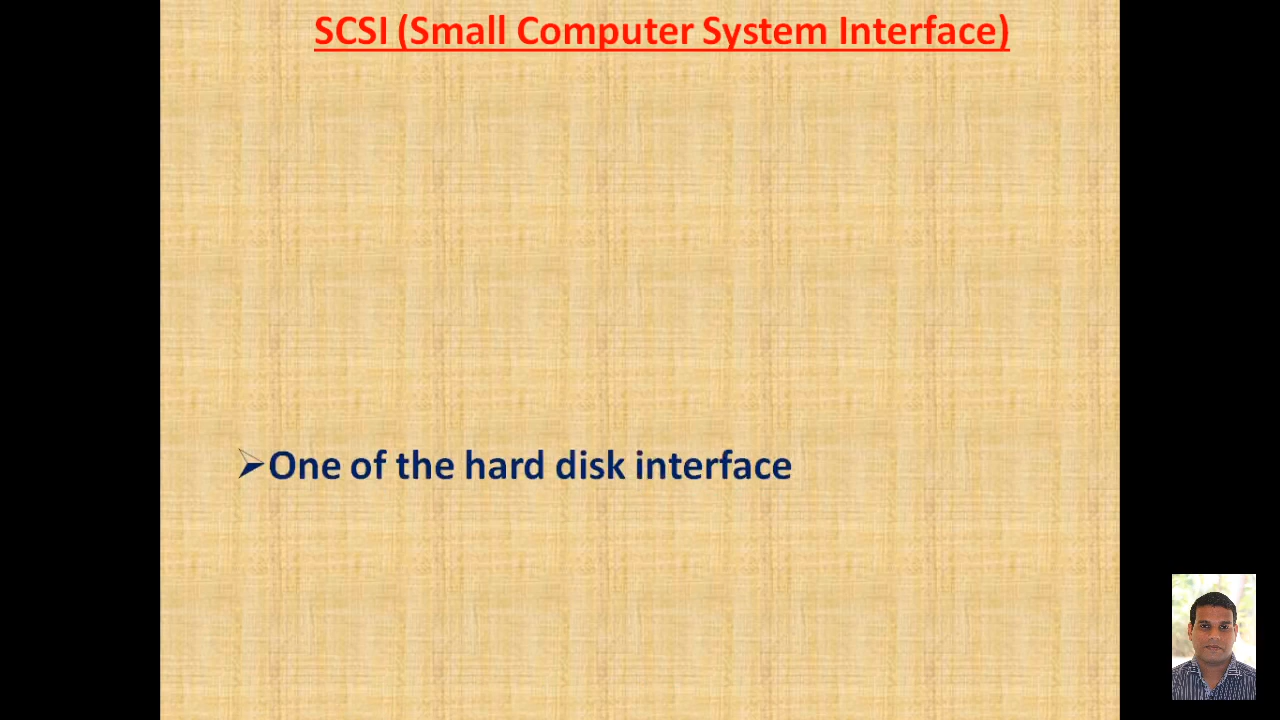 SCSI (Small Computer System Interface)
➢One of the hard disk interface